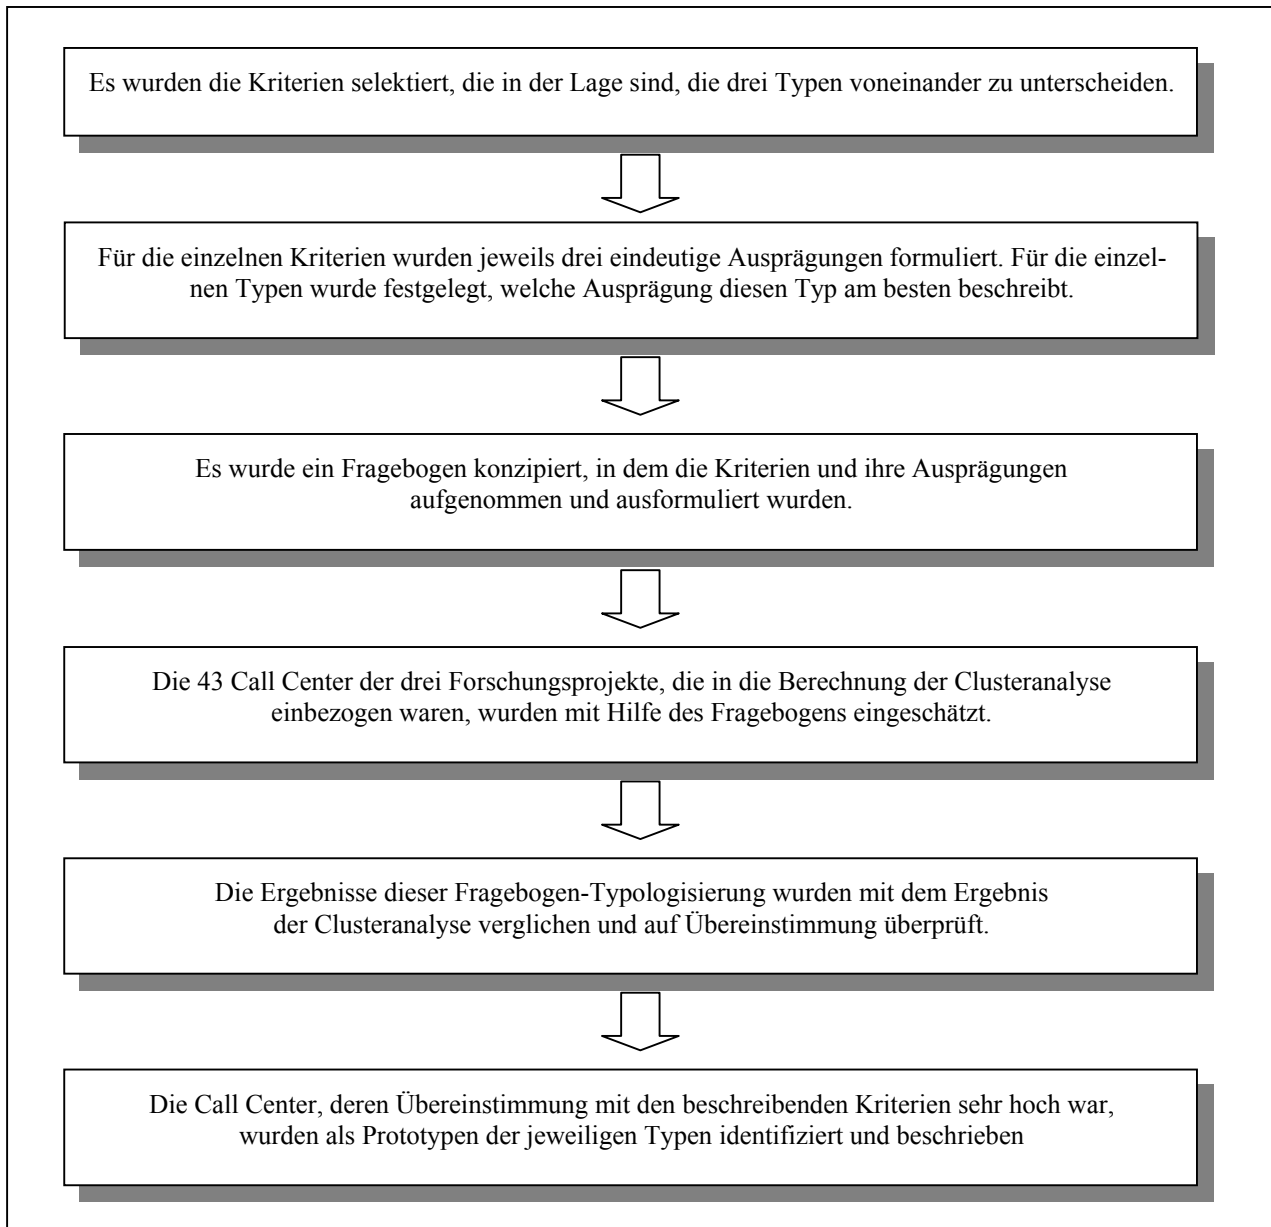 Es wurden die Kriterien selektiert, die in der Lage sind, die drei Typen voneinander zu unterscheiden.
Für die einzelnen Kriterien wurden jeweils drei eindeutige Ausprägungen formuliert. Für die einzel-
nen Typen wurde festgelegt, welche Ausprägung diesen Typ am besten beschreibt.
Es wurde ein Fragebogen konzipiert, in dem die Kriterien und ihre Ausprägungen
aufgenommen und ausformuliert wurden.
Die 43 Call Center der drei Forschungsprojekte, die in die Berechnung der Clusteranalyse
einbezogen waren, wurden mit Hilfe des Fragebogens eingeschätzt.
Die Ergebnisse dieser Fragebogen-Typologisierung wurden mit dem Ergebnis
der Clusteranalyse verglichen und auf Übereinstimmung überprüft.
Die Call Center, deren Übereinstimmung mit den beschreibenden Kriterien sehr hoch war,
wurden als Prototypen der jeweiligen Typen identifiziert und beschrieben